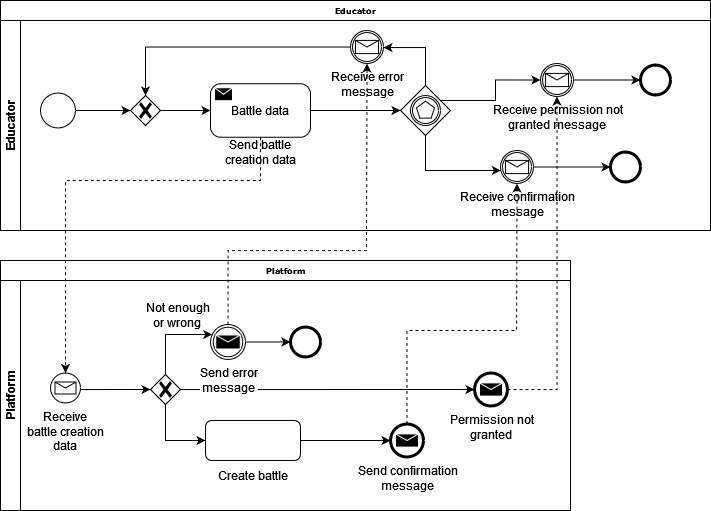 Educator
Educator
Receive error
message
Battle data
Send battle
creation data
Receive permission not
granted message
Receive confirmation
message
Platform
Platform
Not enough
or wrong
Send error
message
Receive
battle creation
data
Permission not
granted
Create battle
Send confirmation
message